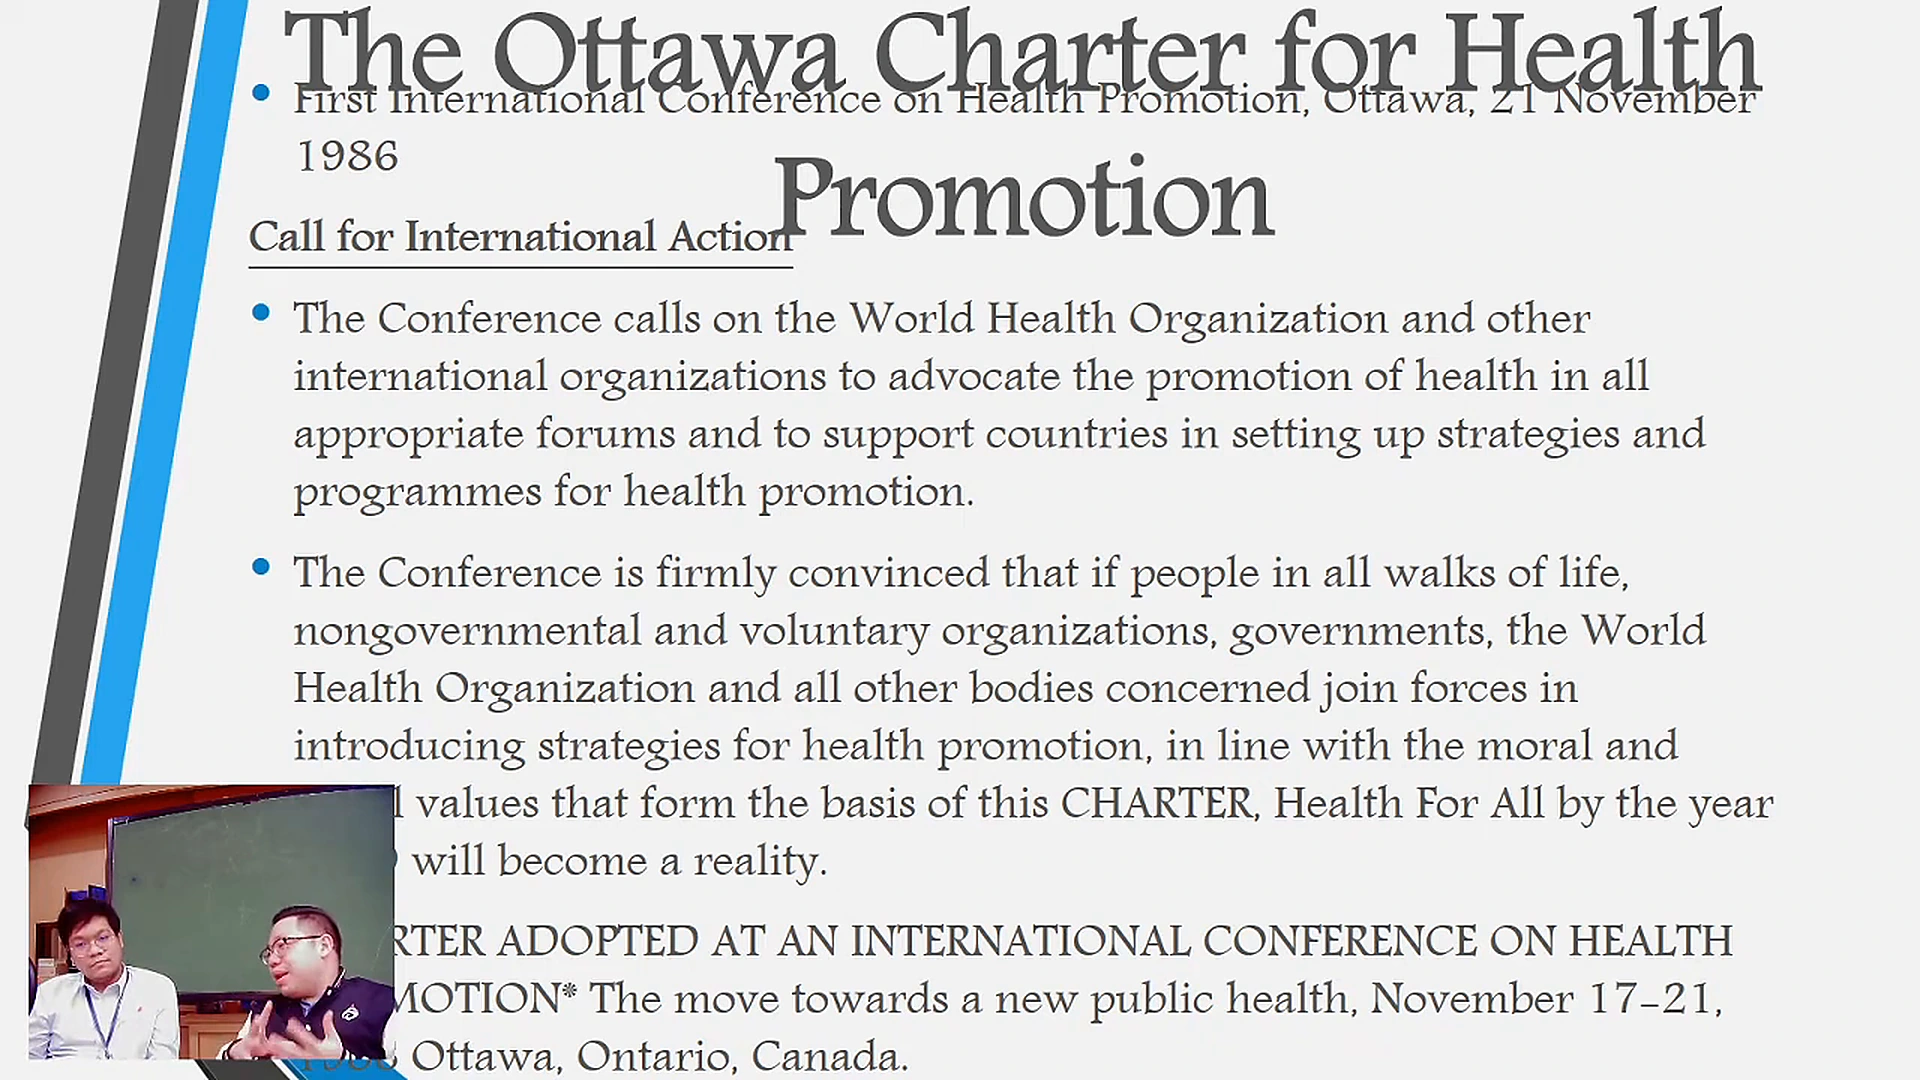 The Ottawa Charter for Health
Promotion
First International Conference on Health Promotion, Ottawa, 21 November
1986
Call for International Action
The Conference calls on the World Health Organization and other
international organizations to advocate the promotion of health in all
appropriate forums and to support countries in setting up strategies and
programmes for health promotion.
The Conference is firmly convinced that if people in all walks of life,
nongovernmental and voluntary organizations, governments, the World
Health Organization and all other bodies concerned join forces in
introducing strategies for health promotion, in line with the moral and
values that form the basis of this CHARTER, Health For All by the year
will become a reality.
RTER ADOPTED AT AN INTERNATIONAL CONFERENCE ON HEALTH
MOTION* The move towards a new public health, November 17–21,
Ottawa, Ontario, Canada.